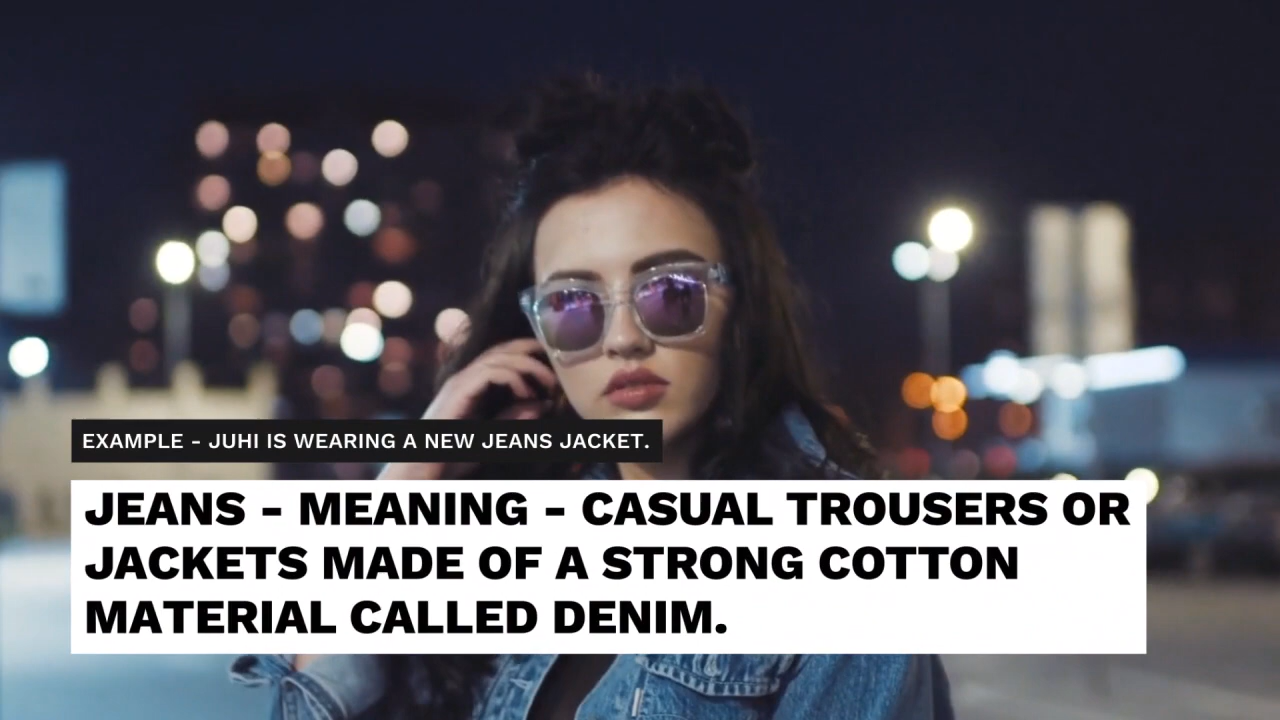 EXAMPLE - JUHI IS WEARING A NEW JEANS JACKET.
JEANS - MEANING - CASUAL TROUSERS OR
JACKETS MADE OF A STRONG COTTON
MATERIAL CALLED DENIM.